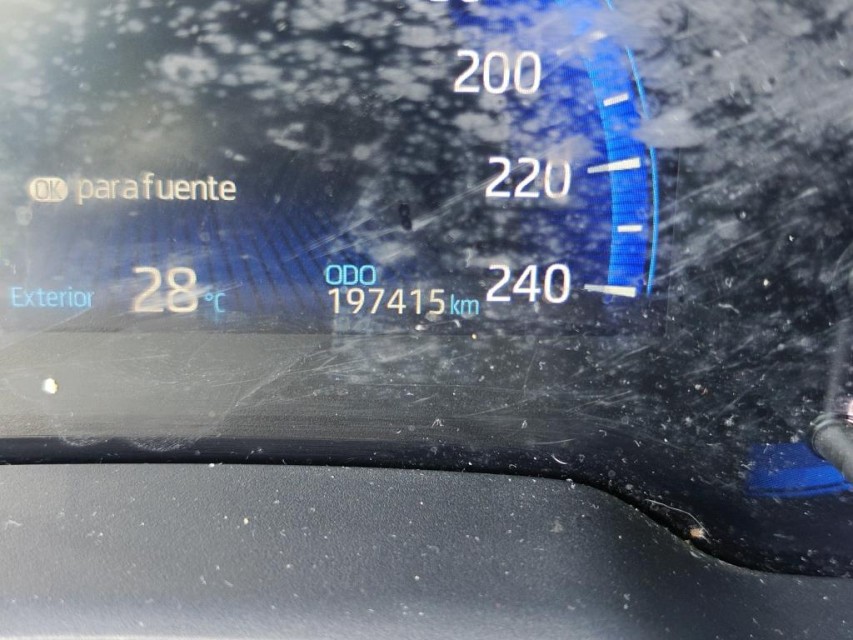 200
220
OK para fuente
240
ODO
Exterior 28 °C 197415 km